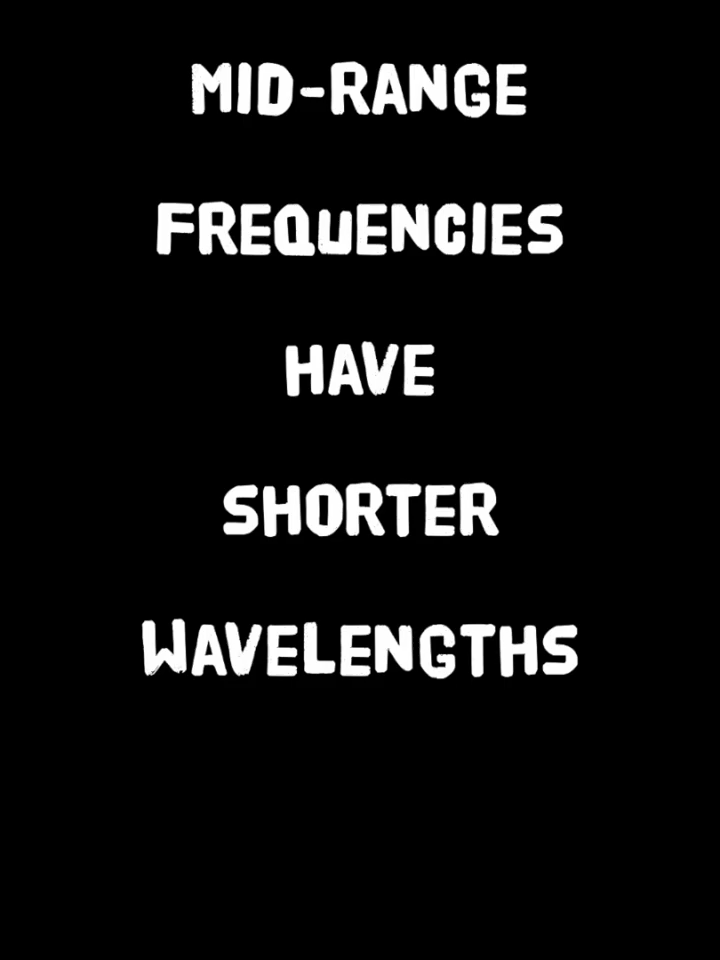 MID-RANGE
FREQUENCIES
HAVE
SHORTER
WAVELENGTHS